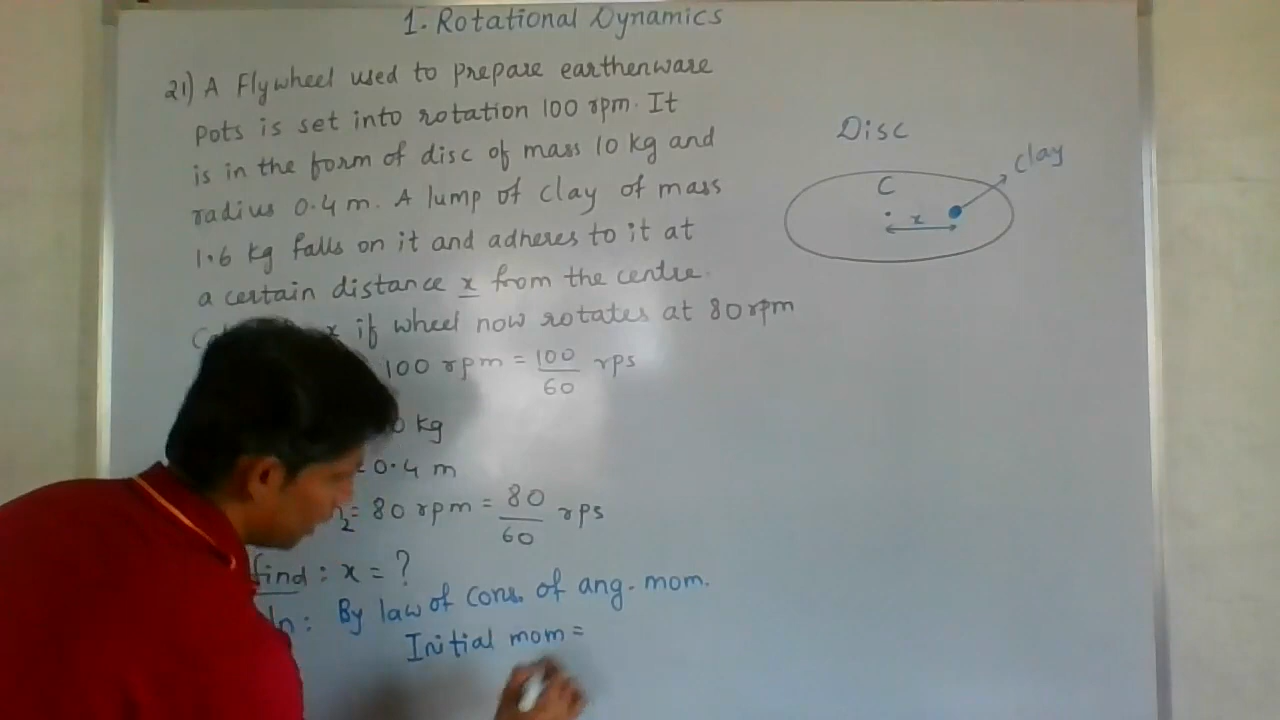 1. Rotational Dynamics
21) A Flywheel used to prepare earthenware
pots is set into rotation 100 rpm. It
is in the form of disc of mass 10 kg and
radius 0.4 m. A lump of clay of mass
1.6 kg falls on it and adheres to it at
a certain distance x from the centre.
x if wheel now rotates at 80 rpm
100 rpm = 100/60 rps
kg
0.4 m
n2 = 80 rpm = 80/60 rps
find : x = ?
By law of cons. of ang. mom.
Initial mom =
Disc
clay
C
x